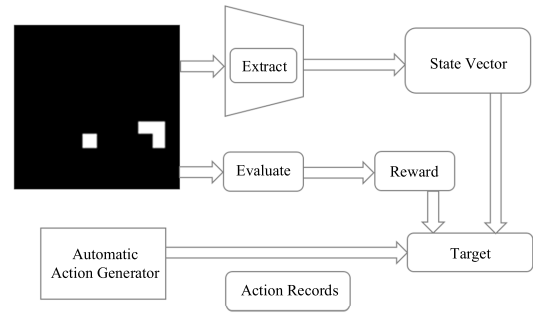 Extract
State Vector
Evaluate
Reward
Automatic
Action Generator
Target
Action Records